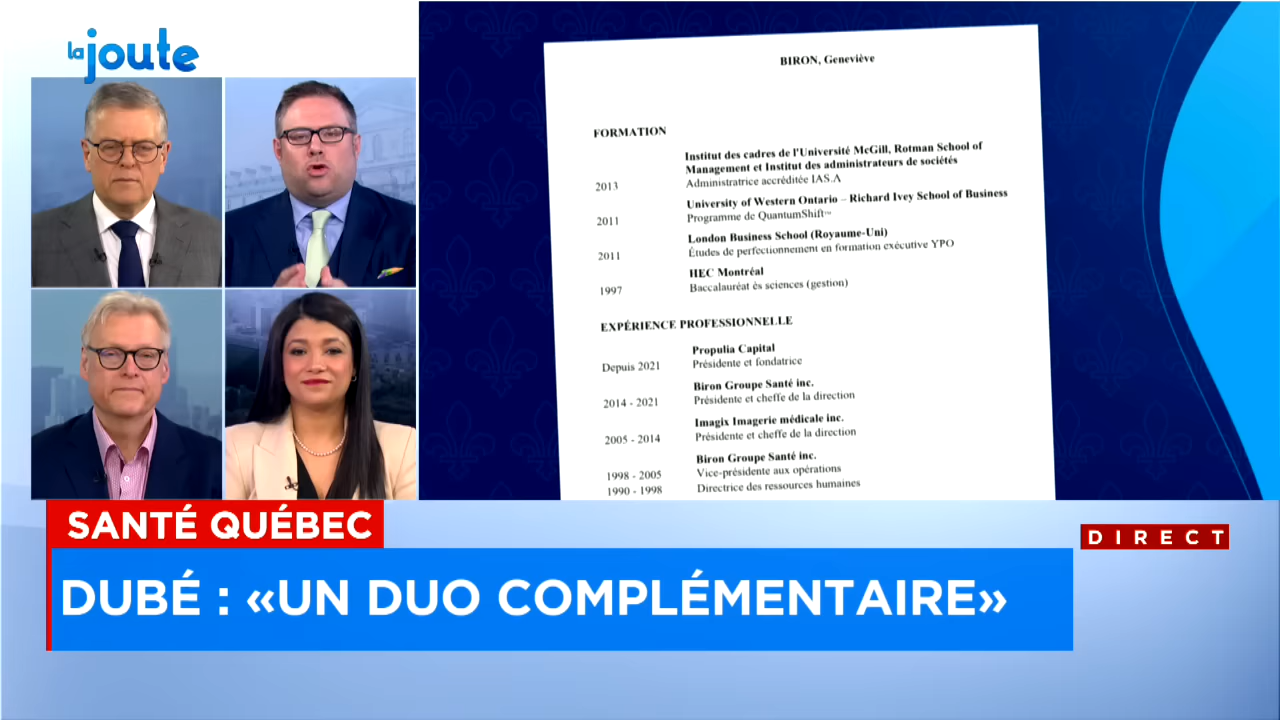 la joute
BIRON, Geneviève
FORMATION
Institut des cadres de l'Université McGill, Rotman School of
Management et Institut des administrateurs de sociétés
2013 Administratrice accréditée IAS.A
University of Western Ontario – Richard Ivey School of Business
2011 Programme de QuantumShift™
London Business School (Royaume-Uni)
2011 Études de perfectionnement en formation exécutive YPO
HEC Montréal
1997 Baccalauréat ès sciences (gestion)
EXPÉRIENCE PROFESSIONNELLE
Propulia Capital
Depuis 2021 Présidente et fondatrice
Biron Groupe Santé inc.
2014 - 2021 Présidente et cheffe de la direction
Imagix Imagerie médicale inc.
2005 - 2014 Présidente et cheffe de la direction
Biron Groupe Santé inc.
1998 - 2005 Vice-présidente aux opérations
1990 - 1998 Directrice des ressources humaines
SANTÉ QUÉBEC
DIRECT
DUBÉ : «UN DUO COMPLÉMENTAIRE»